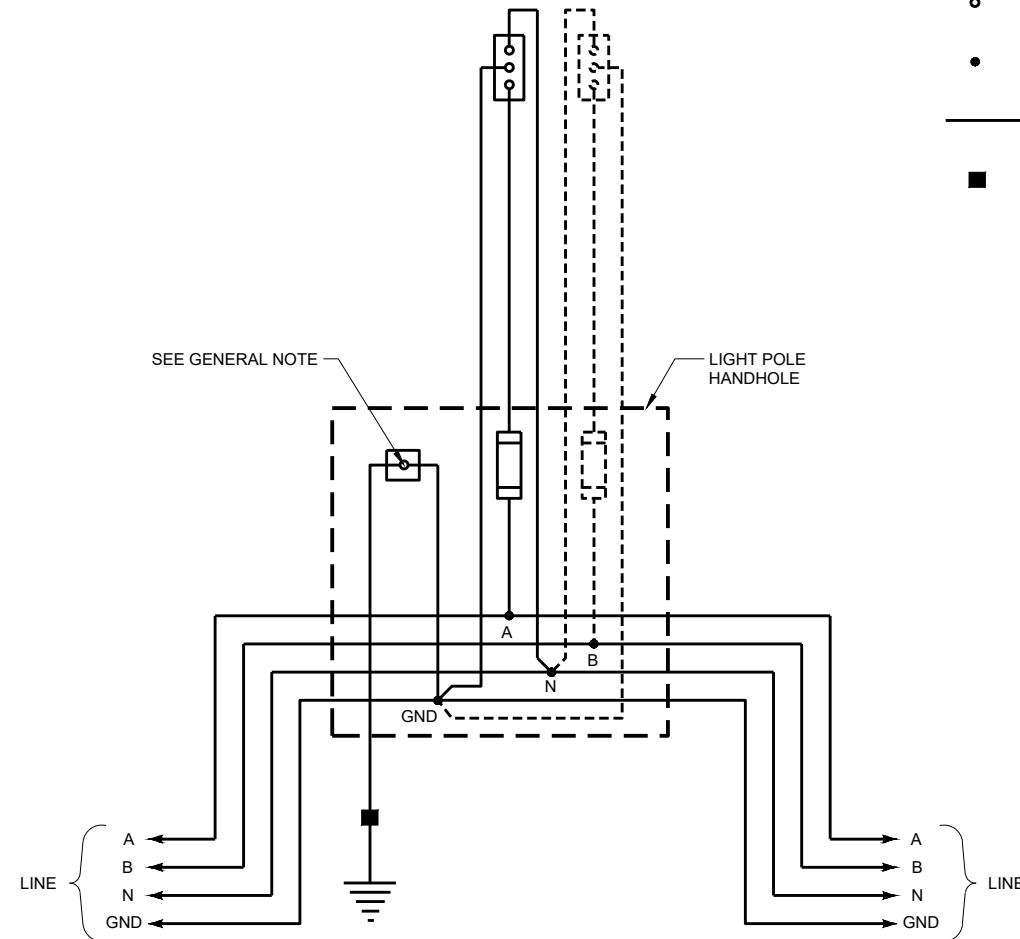 SEE GENERAL NOTE
LIGHT POLE
HANDHOLE
A
B
N
GND
LINE
A
B
N
GND
A
B
N
GND
LINE